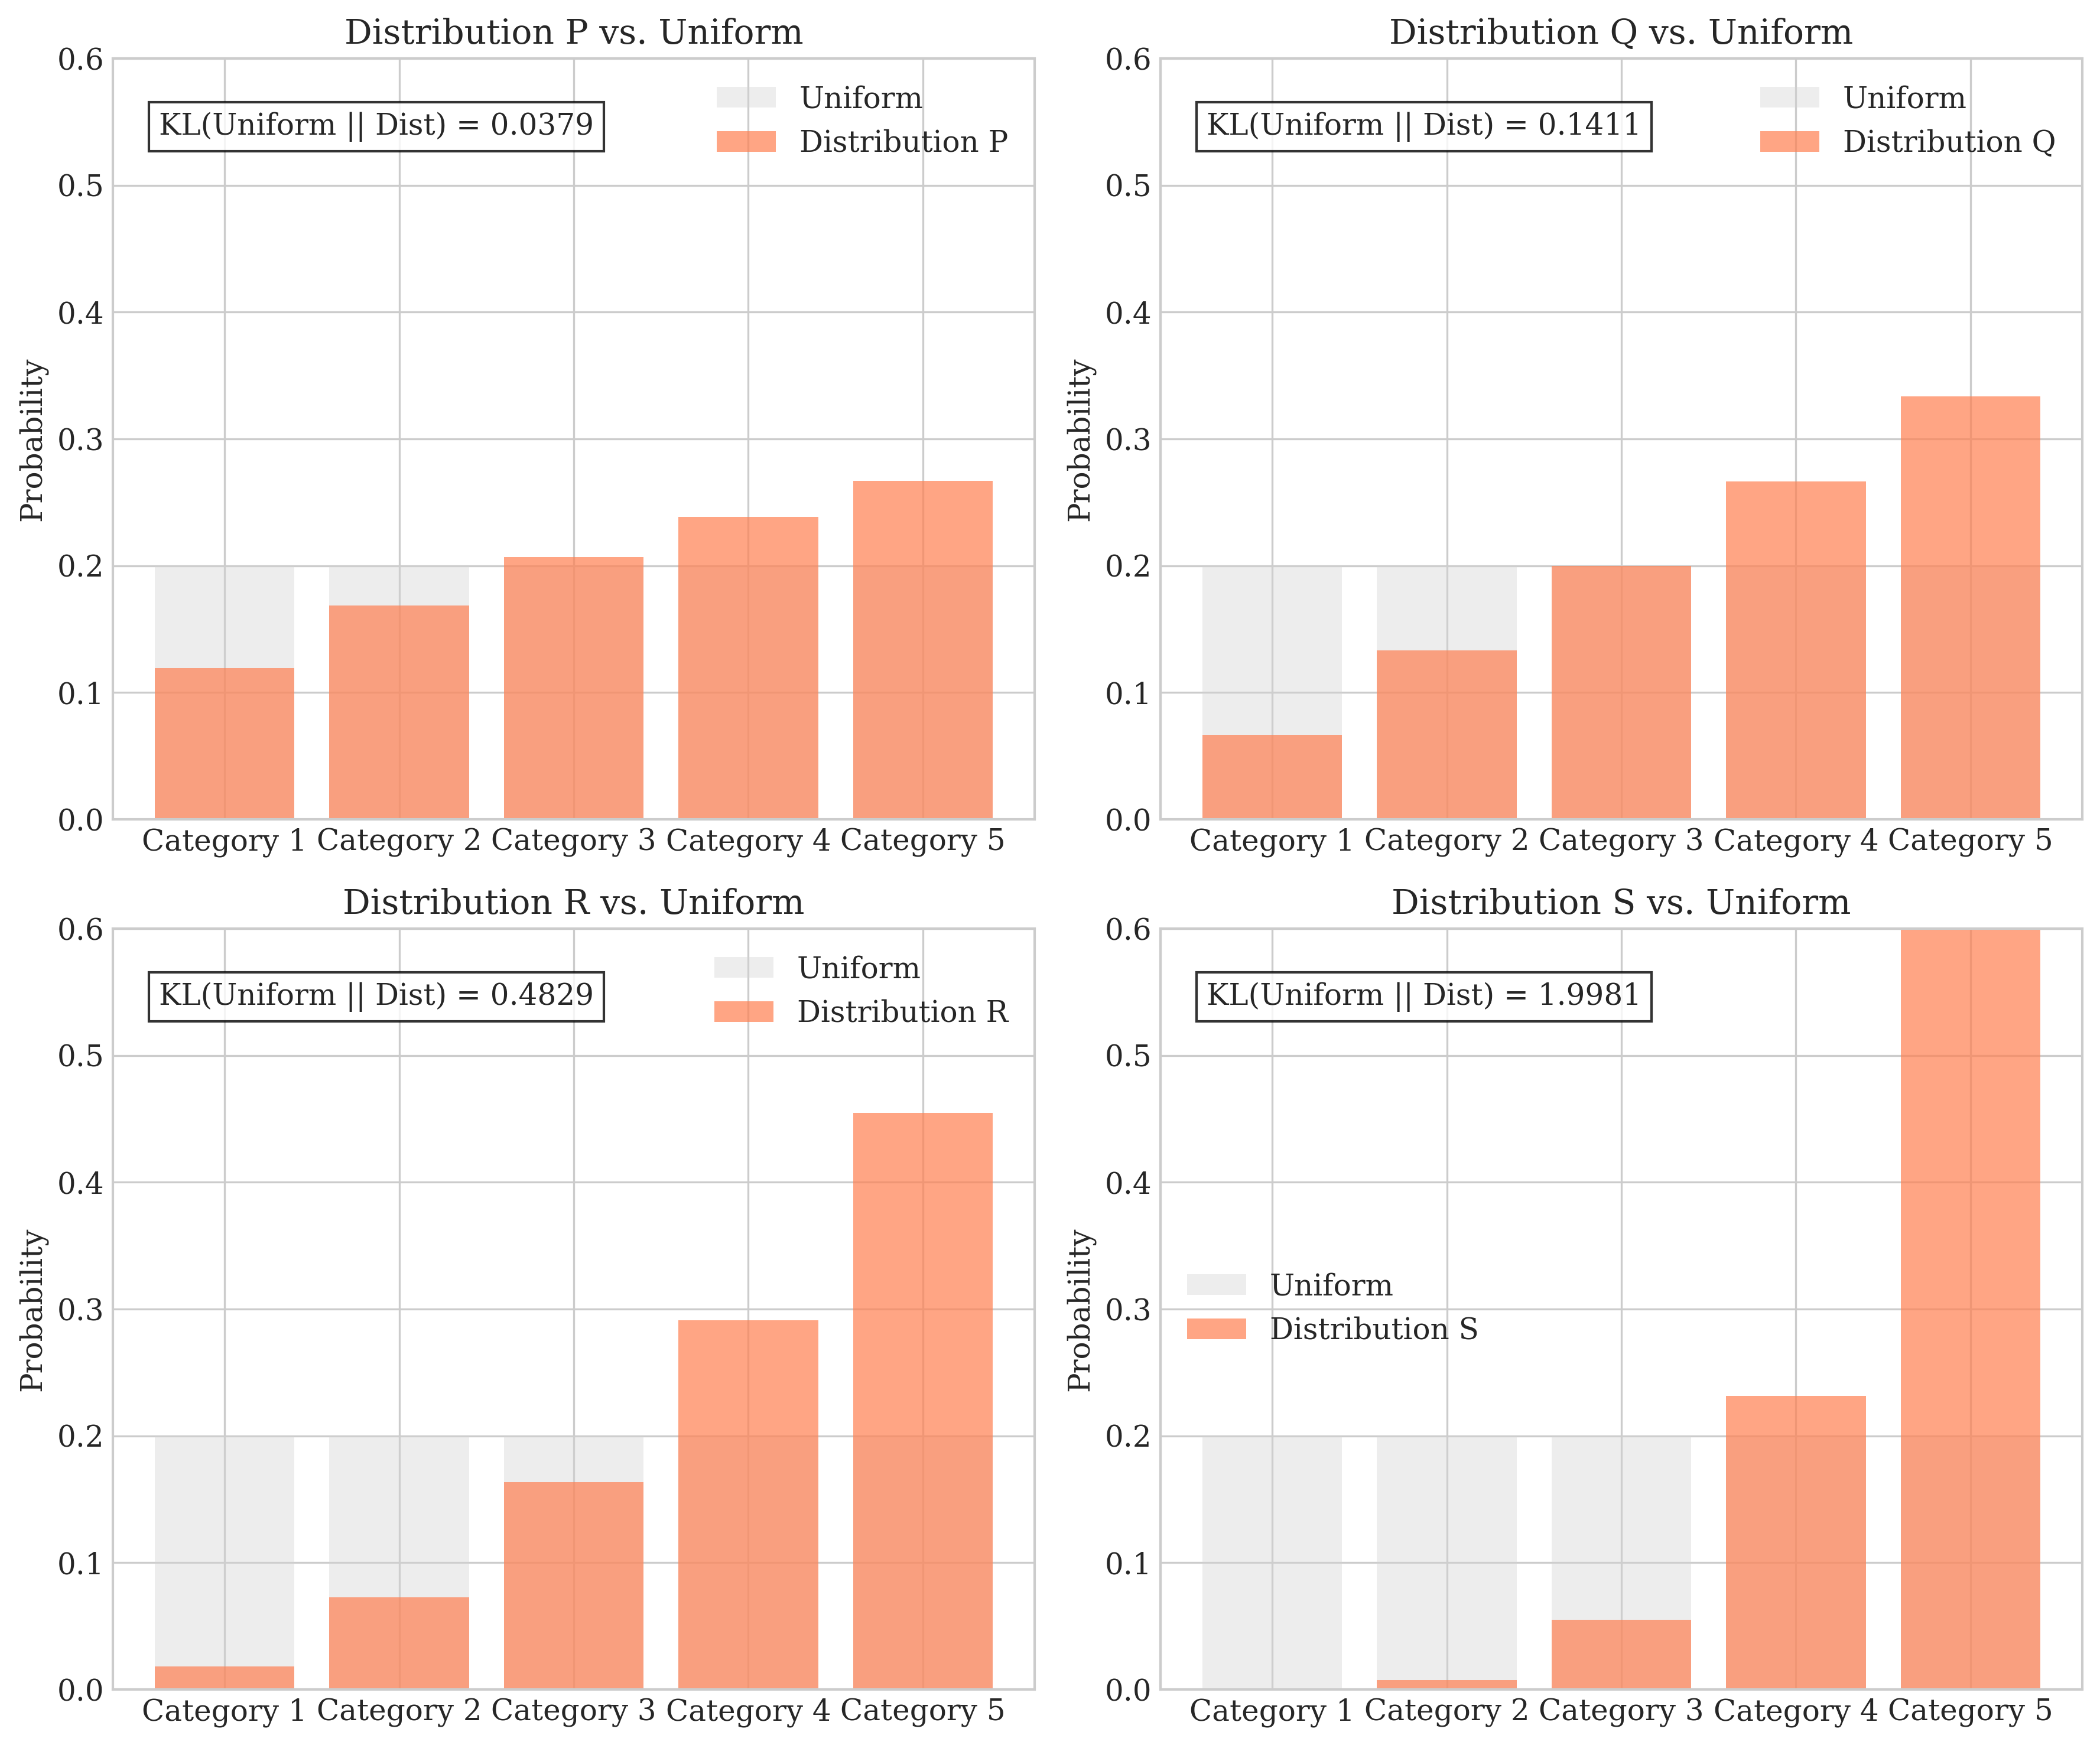 Distribution P vs. Uniform
KL(Uniform || Dist) = 0.0379
Uniform
Distribution P
Probability
0.6
0.5
0.4
0.3
0.2
0.1
0.0
Category 1 Category 2 Category 3 Category 4 Category 5
Distribution Q vs. Uniform
KL(Uniform || Dist) = 0.1411
Uniform
Distribution Q
Probability
0.6
0.5
0.4
0.3
0.2
0.1
0.0
Category 1 Category 2 Category 3 Category 4 Category 5
Distribution R vs. Uniform
KL(Uniform || Dist) = 0.4829
Uniform
Distribution R
Probability
0.6
0.5
0.4
0.3
0.2
0.1
0.0
Category 1 Category 2 Category 3 Category 4 Category 5
Distribution S vs. Uniform
KL(Uniform || Dist) = 1.9981
Uniform
Distribution S
Probability
0.6
0.5
0.4
0.3
0.2
0.1
0.0
Category 1 Category 2 Category 3 Category 4 Category 5